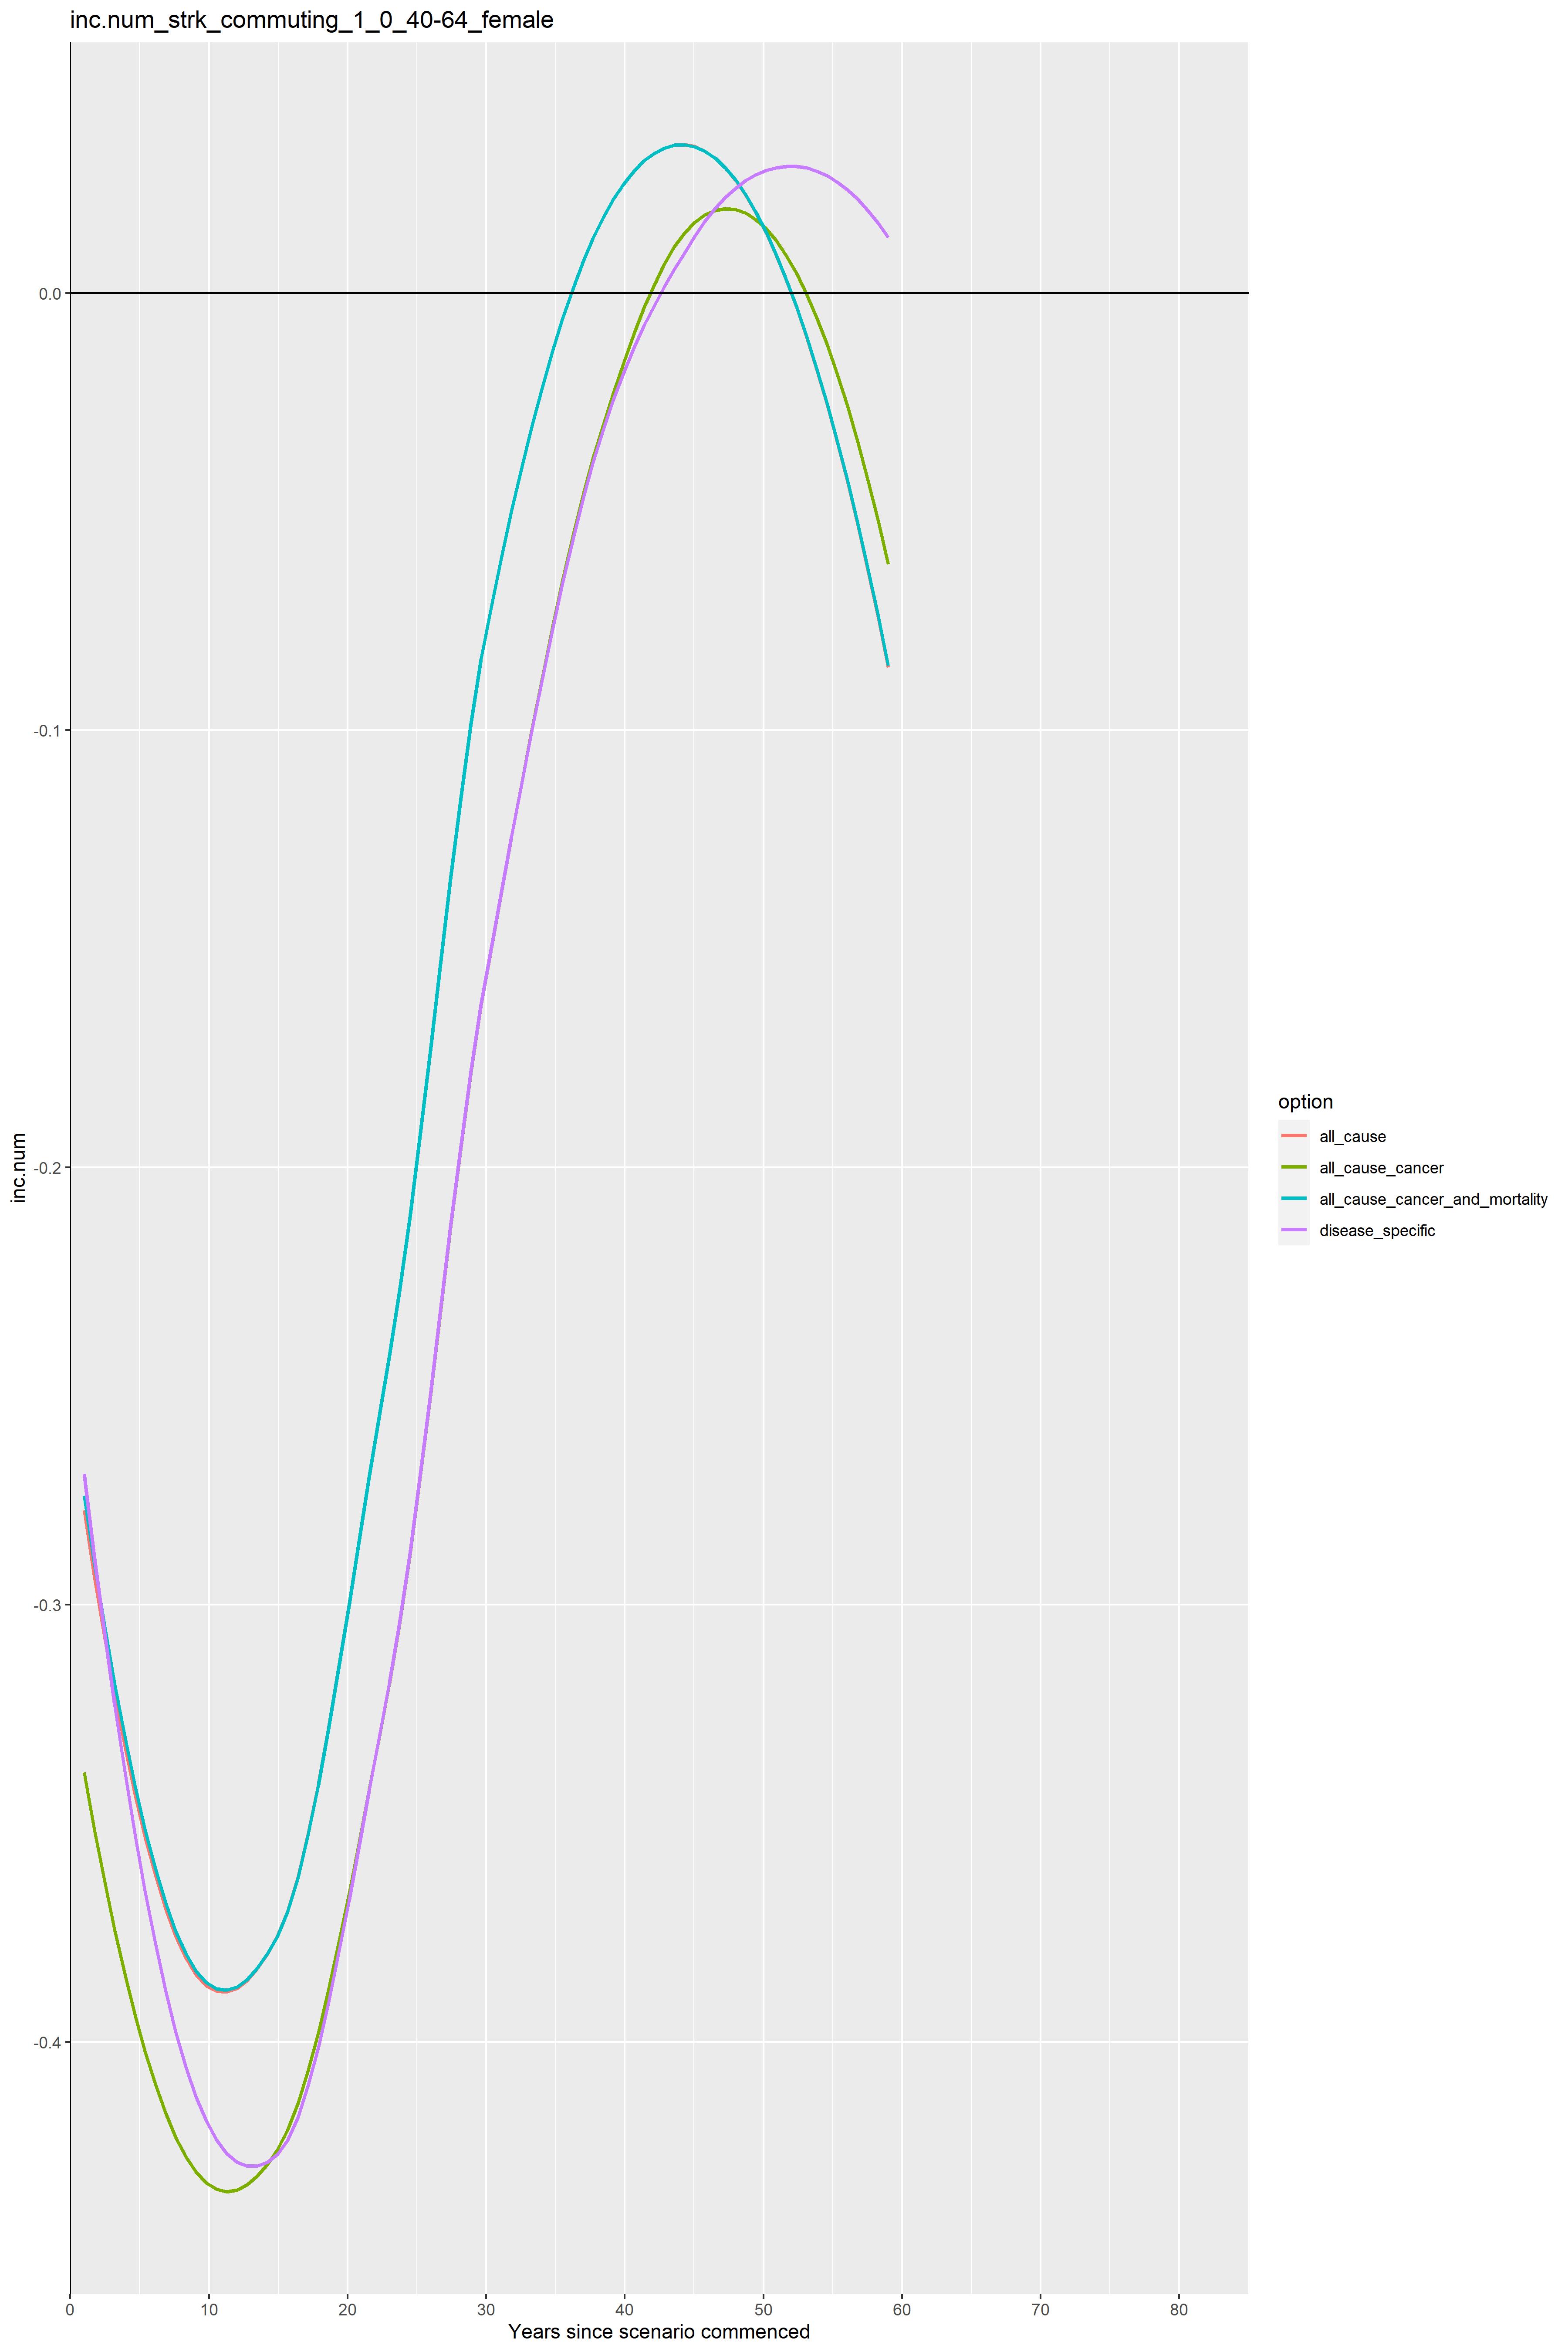 inc.num_strk_commuting_1_0_40-64_female
inc.num
0.0
-0.1
-0.2
-0.3
-0.4
0 10 20 30 40 50 60 70 80
Years since scenario commenced
option
all_cause
all_cause_cancer
all_cause_cancer_and_mortality
disease_specific